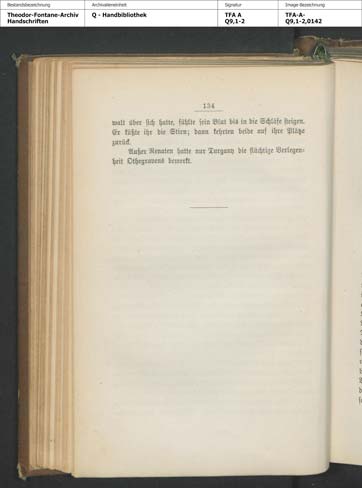 Bestandsbezeichnung
Archivalieneinheit
Signatur
Image-Bezeichnung
Theodor-Fontane-Archiv
Handschriften
Q - Handbibliothek
TFA A
Q9,1-2
TFA-A-
Q9,1-2,0142
134
walt über sich hatte, fühlte sein Blut bis in die Schläfe steigen.
Er küßte ihr die Stirn; dann kehrten beide auf ihre Plätze
zurück.
Außer Renaten hatte nur Turgany die flüchtige Verlegen-
heit Othegravens bemerkt.